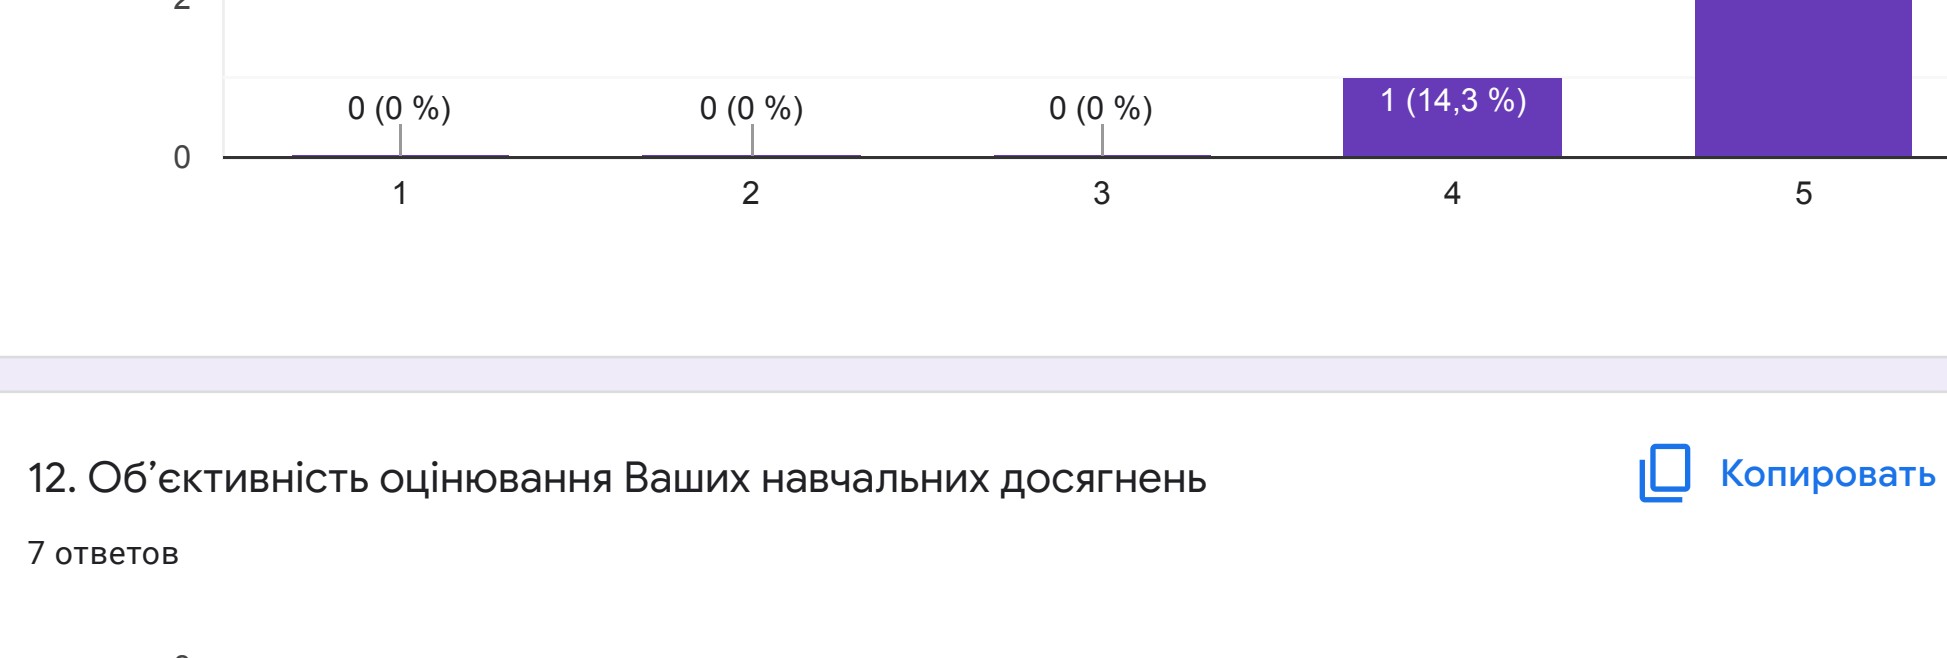 0 (0 %) 0 (0 %) 0 (0 %) 1 (14,3 %)
0
1 2 3 4 5
12. Об’єктивність оцінювання Ваших навчальних досягнень
Копировать
7 ответов